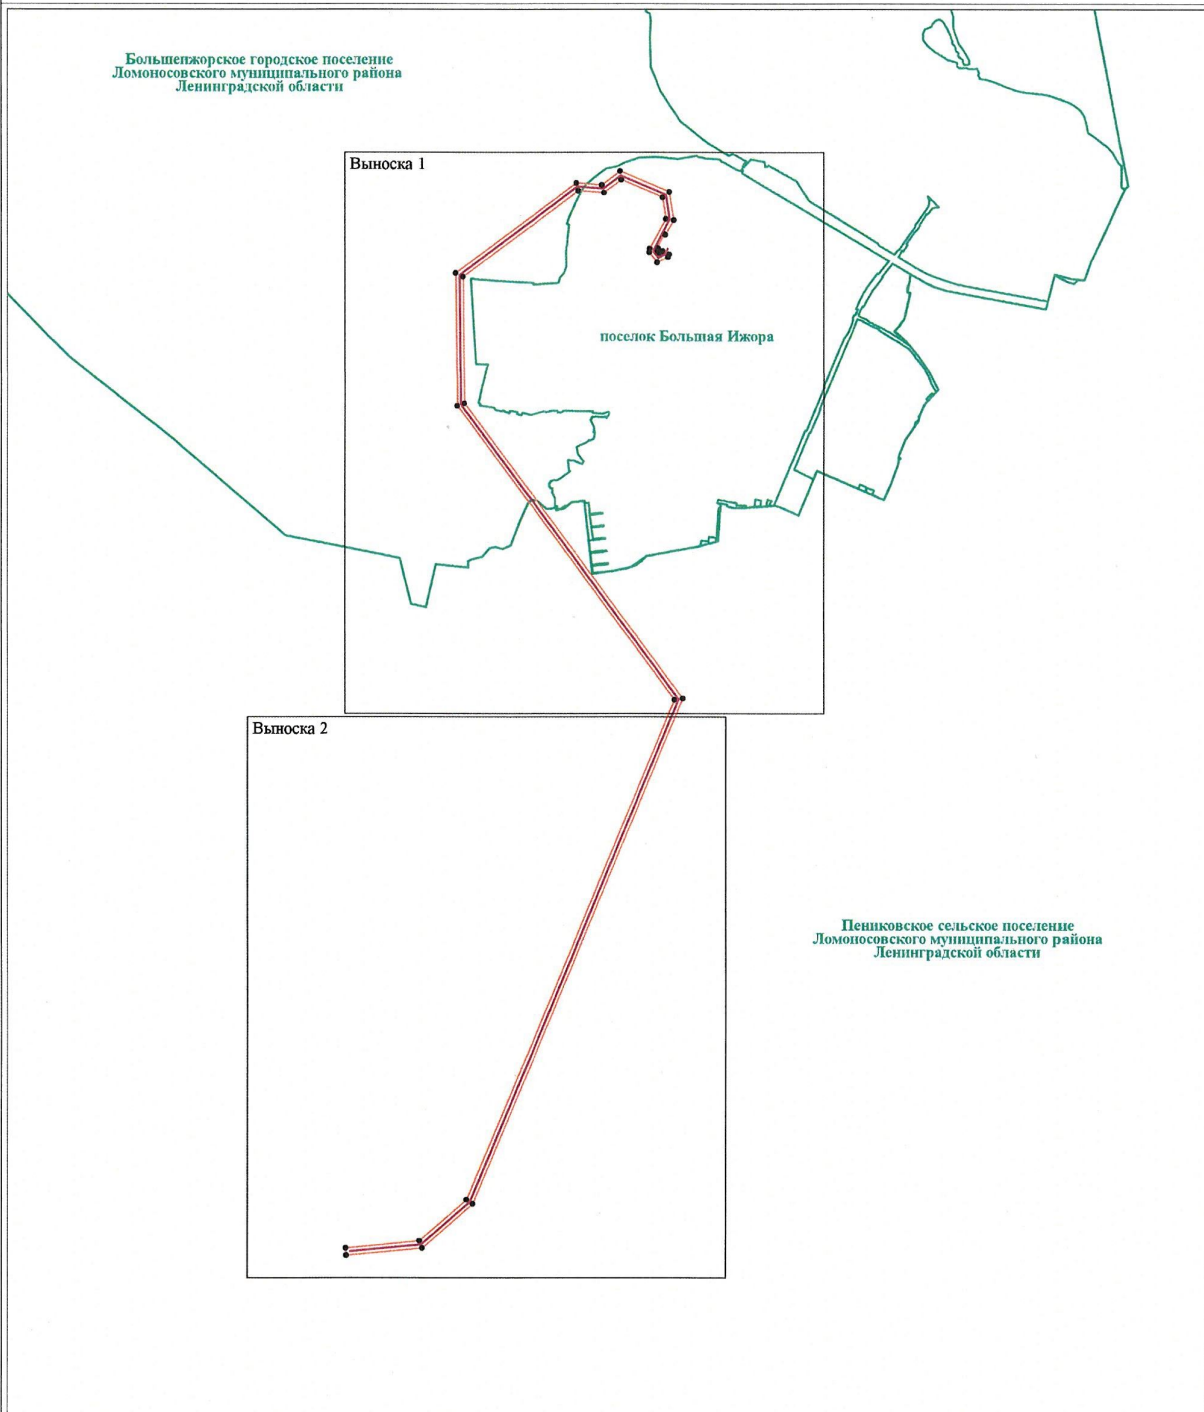 Большеижорское городское поселение
Ломоносовского муниципального района
Ленинградской области
Выноска 1
поселок Большая Ижора
Выноска 2
Пениковское сельское поселение
Ломоносовского муниципального района
Ленинградской области